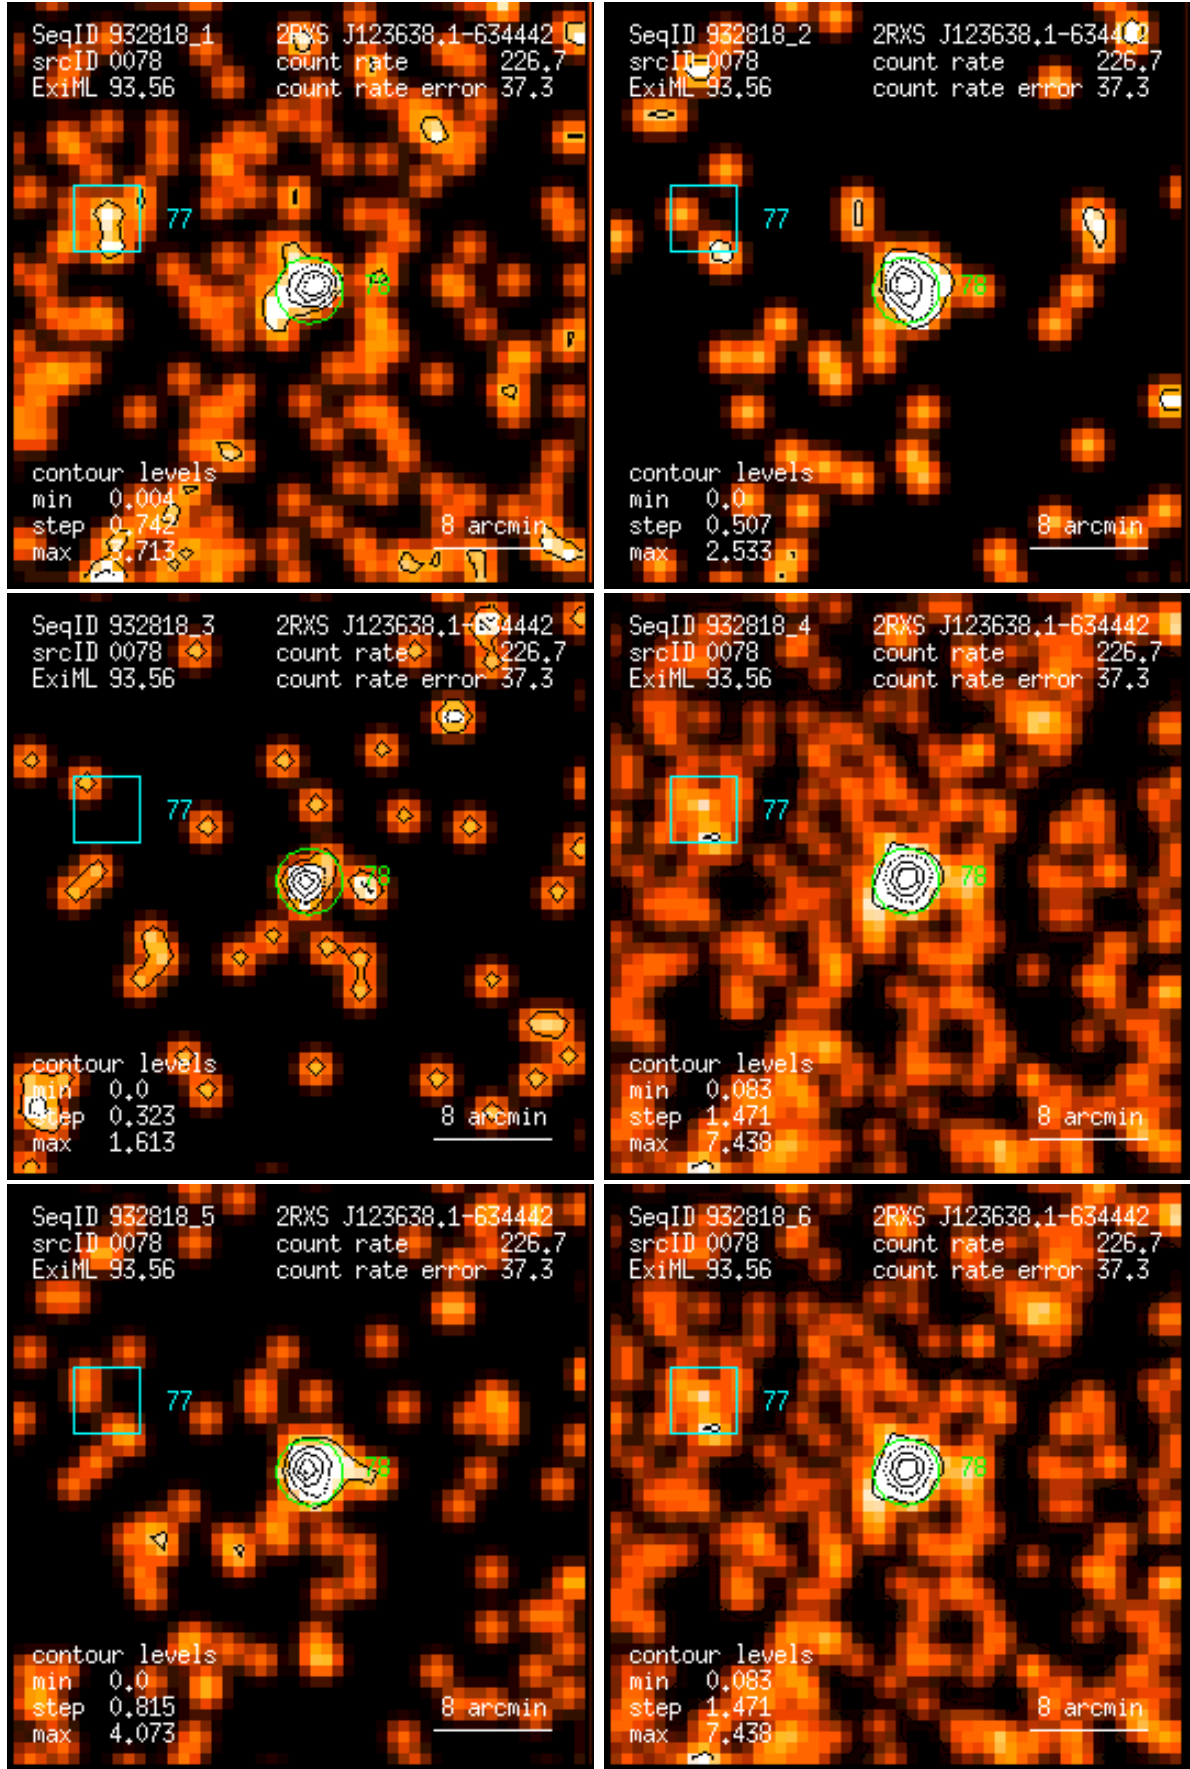 SeqID 932818_1 2RXS J123638.1-634442
srcID 0078 count rate 226.7
ExiML 93.56 count rate error 37.3
77
78
contour levels
min 0.004
step 0.742
max 3.713
8 arcmin
SeqID 932818_2 2RXS J123638.1-634442
srcID 0078 count rate 226.7
ExiML 93.56 count rate error 37.3
77
78
contour levels
min 0.0
step 0.507
max 2.533
8 arcmin
SeqID 932818_3 2RXS J123638.1-634442
srcID 0078 count rate 226.7
ExiML 93.56 count rate error 37.3
77
78
contour levels
min 0.0
step 0.323
max 1.613
8 arcmin
SeqID 932818_4 2RXS J123638.1-634442
srcID 0078 count rate 226.7
ExiML 93.56 count rate error 37.3
77
78
contour levels
min 0.083
step 1.471
max 7.438
8 arcmin
SeqID 932818_5 2RXS J123638.1-634442
srcID 0078 count rate 226.7
ExiML 93.56 count rate error 37.3
77
78
contour levels
min 0.0
step 0.815
max 4.073
8 arcmin
SeqID 932818_6 2RXS J123638.1-634442
srcID 0078 count rate 226.7
ExiML 93.56 count rate error 37.3
77
78
contour levels
min 0.083
step 1.471
max 7.438
8 arcmin